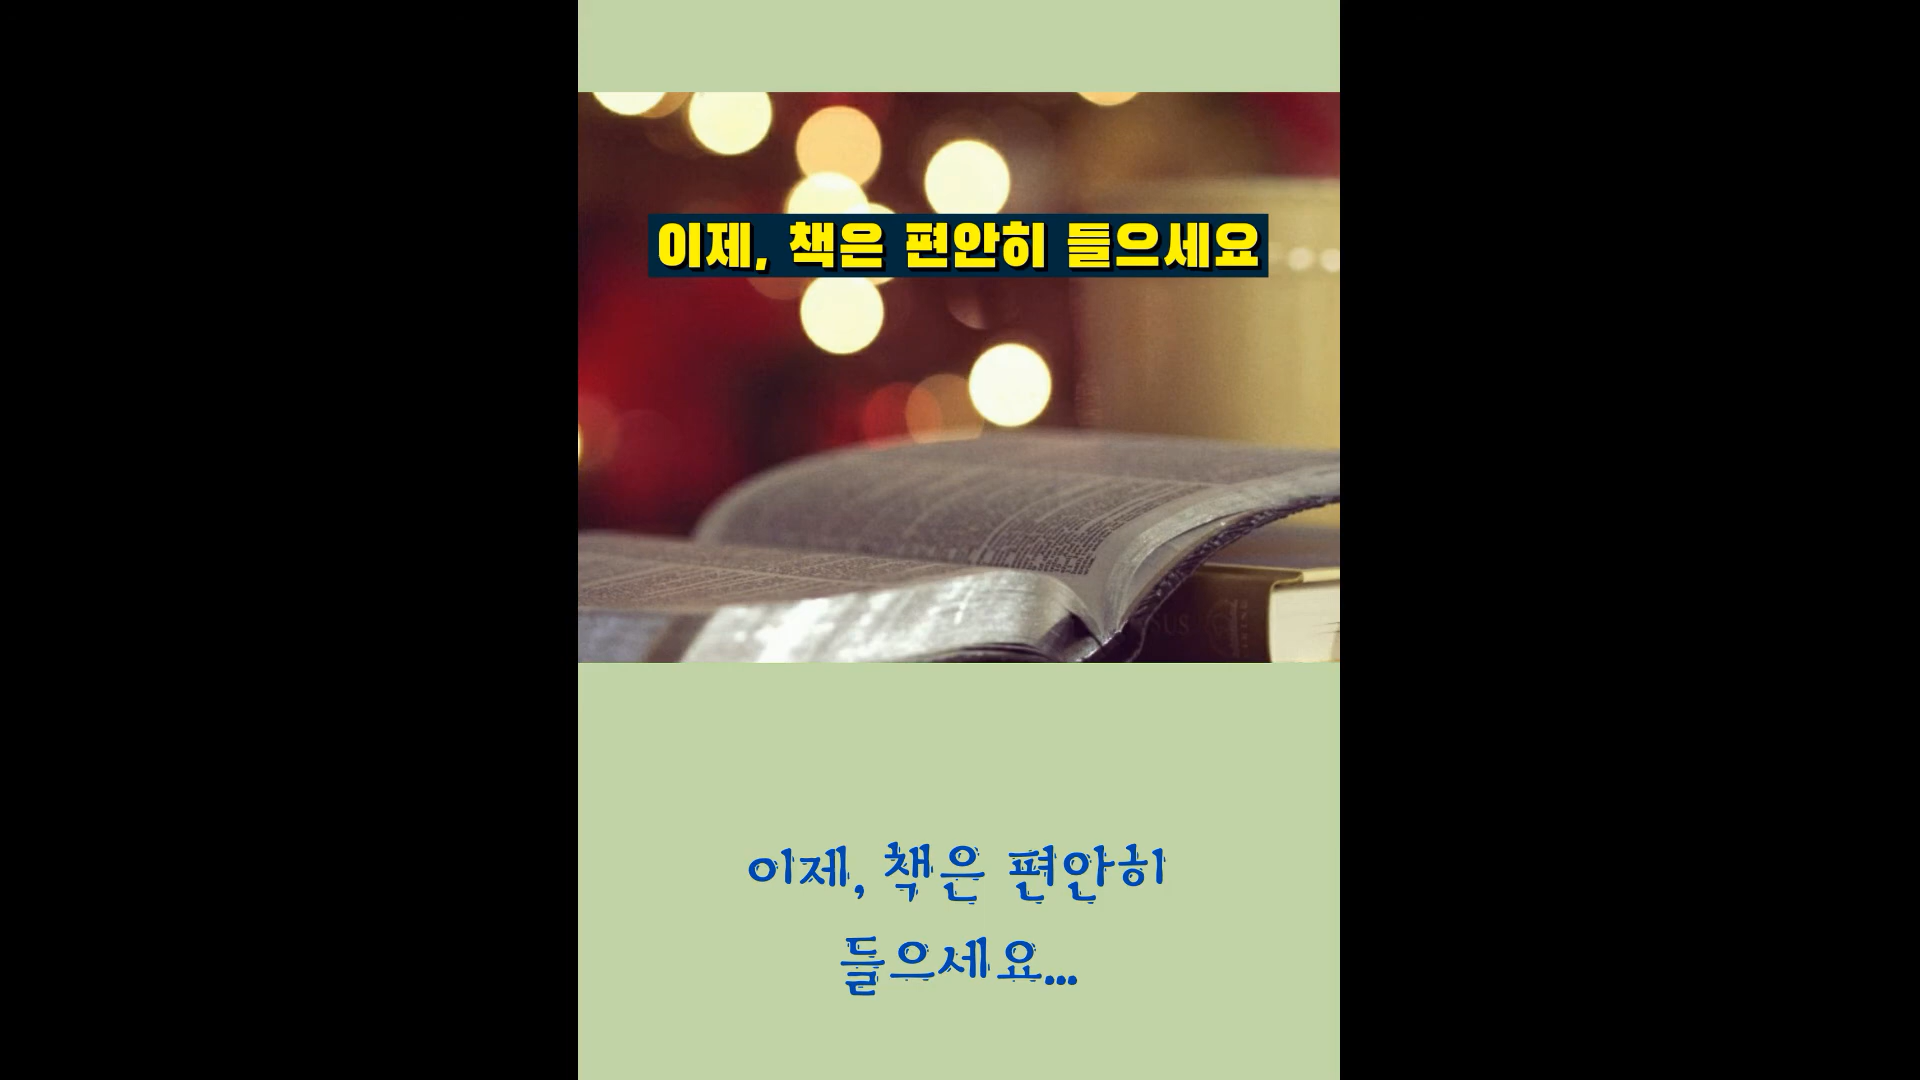 이제, 책은 편안히 들으세요
이제, 책은 편안히
들으세요...